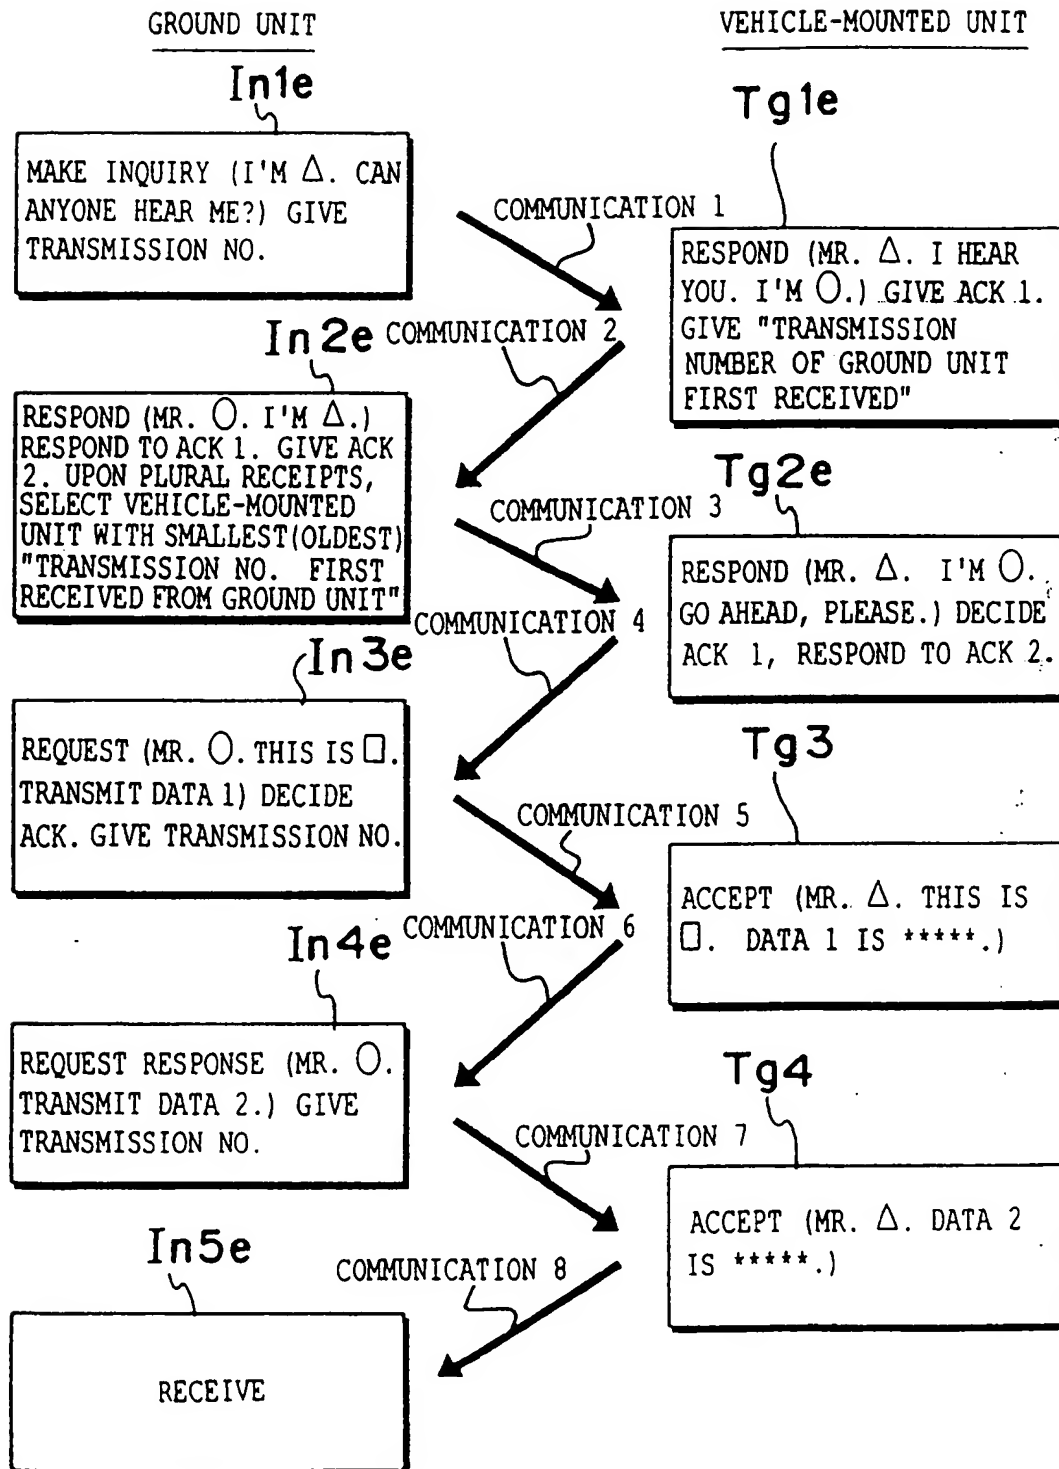 GROUND UNIT
VEHICLE-MOUNTED UNIT
In1e
MAKE INQUIRY (I'M △. CAN
ANYONE HEAR ME?) GIVE
TRANSMISSION NO.
COMMUNICATION 1
Tg1e
RESPOND (MR. △. I HEAR
YOU. I'M ○.) GIVE ACK 1.
GIVE "TRANSMISSION
NUMBER OF GROUND UNIT
FIRST RECEIVED"
COMMUNICATION 2
In2e
RESPOND (MR. ○. I'M △.)
RESPOND TO ACK 1. GIVE ACK
2. UPON PLURAL RECEIPTS,
SELECT VEHICLE-MOUNTED
UNIT WITH SMALLEST(OLDEST)
"TRANSMISSION NO. FIRST
RECEIVED FROM GROUND UNIT"
COMMUNICATION 3
Tg2e
RESPOND (MR. △. I'M ○.
GO AHEAD, PLEASE.) DECIDE
ACK 1, RESPOND TO ACK 2.
COMMUNICATION 4
In3e
REQUEST (MR. ○. THIS IS □.
TRANSMIT DATA 1) DECIDE
ACK. GIVE TRANSMISSION NO.
COMMUNICATION 5
Tg3
ACCEPT (MR. △. THIS IS
□. DATA 1 IS *****.)
COMMUNICATION 6
In4e
REQUEST RESPONSE (MR. ○.
TRANSMIT DATA 2.) GIVE
TRANSMISSION NO.
COMMUNICATION 7
Tg4
ACCEPT (MR. △. DATA 2
IS *****.)
COMMUNICATION 8
In5e
RECEIVE